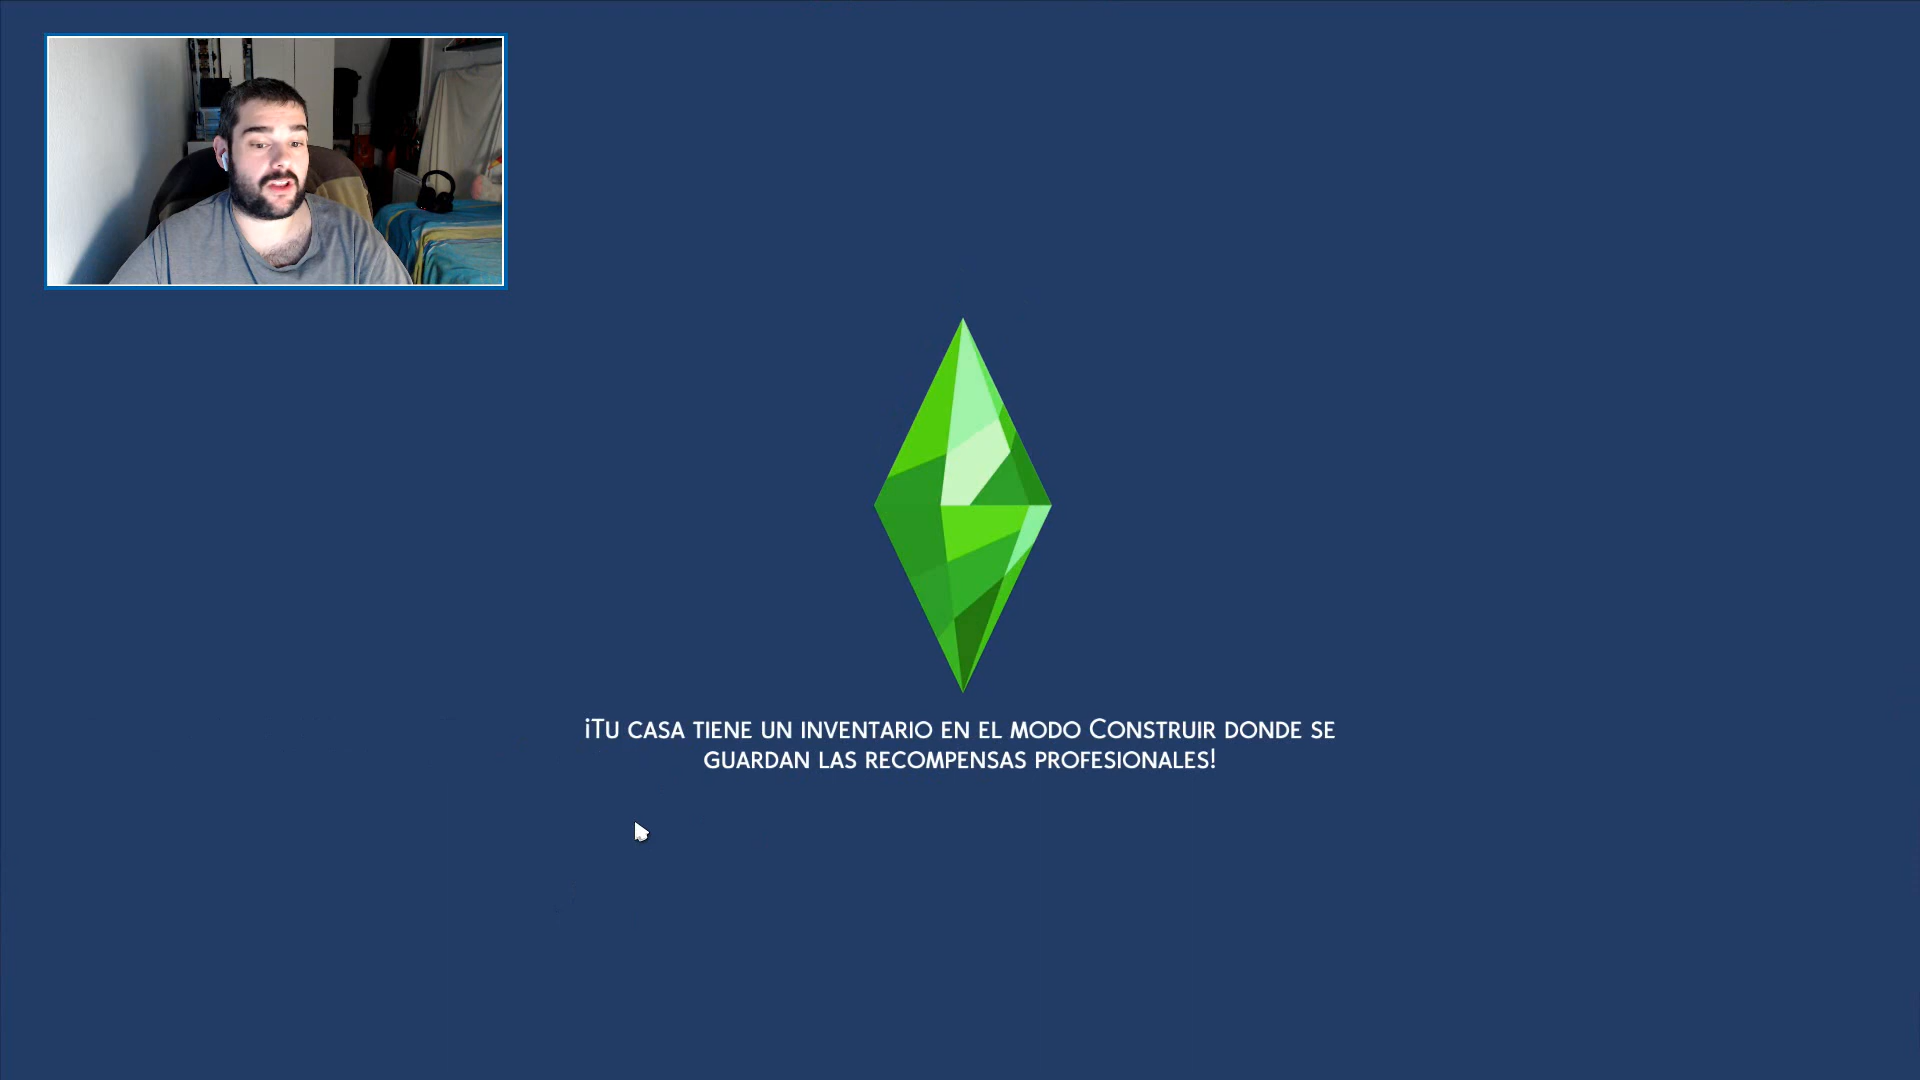 ¡Tu casa tiene un inventario en el modo Construir donde se
guardan las recompensas profesionales!